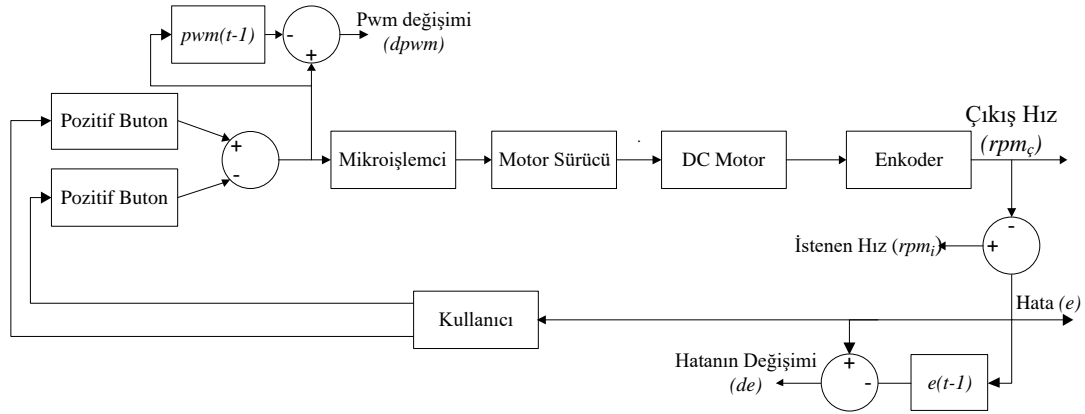 pwm(t-1)
-
+
Pwm değişimi
(dpwm)
Pozitif Buton
Pozitif Buton
+
-
Mikroişlemci
Motor Sürücü
DC Motor
Enkoder
Çıkış Hız
(rpmç)
-
+
İstenen Hız (rpmi)
Hata (e)
Kullanıcı
+
-
Hatanın Değişimi
(de)
e(t-1)